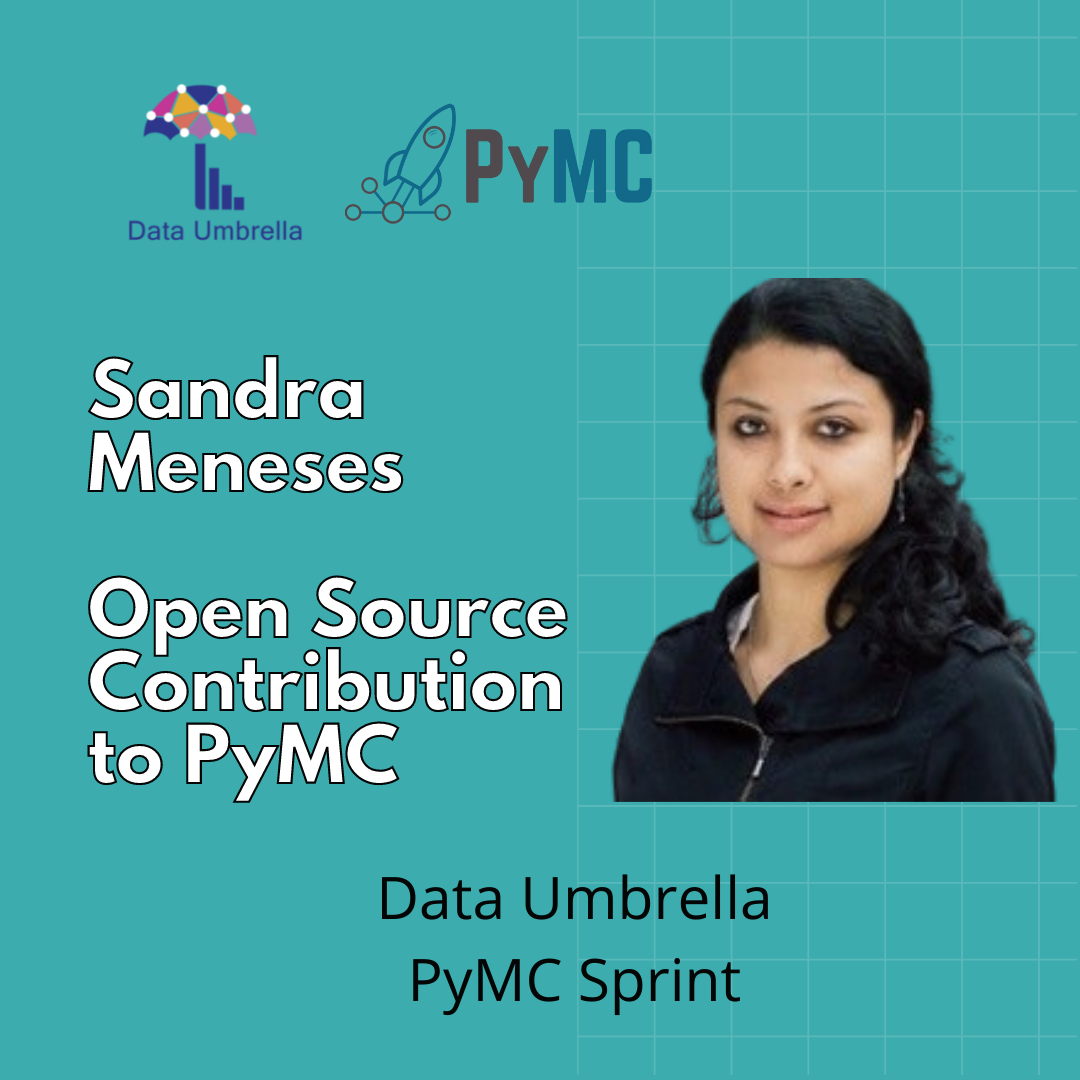 Data Umbrella
PyMC
Sandra
Meneses
Open Source
Contribution
to PyMC
Data Umbrella
PyMC Sprint